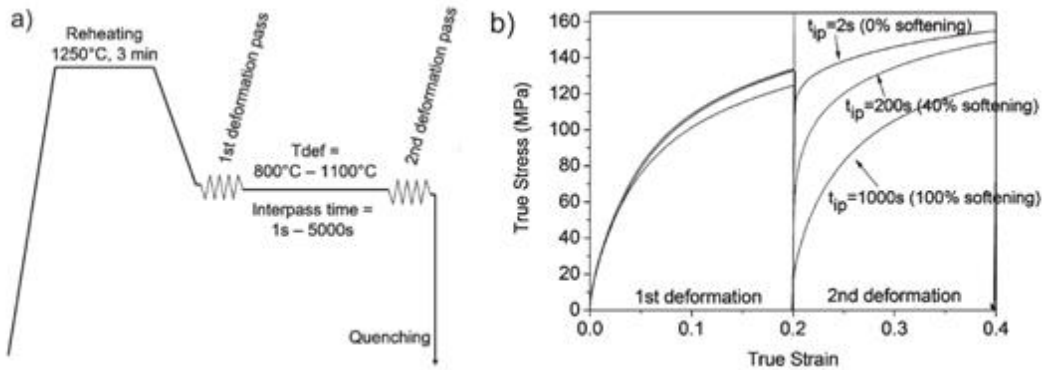 a)
Reheating
1250°C, 3 min
1st deformation pass
Tdef =
800°C – 1100°C
Interpass time =
1s – 5000s
2nd deformation pass
Quenching
b)
True Stress (MPa)
160
140
120
100
80
60
40
20
0
t_ip=2s (0% softening)
t_ip=200s (40% softening)
t_ip=1000s (100% softening)
1st deformation
2nd deformation
0.0 0.1 0.2 0.3 0.4
True Strain